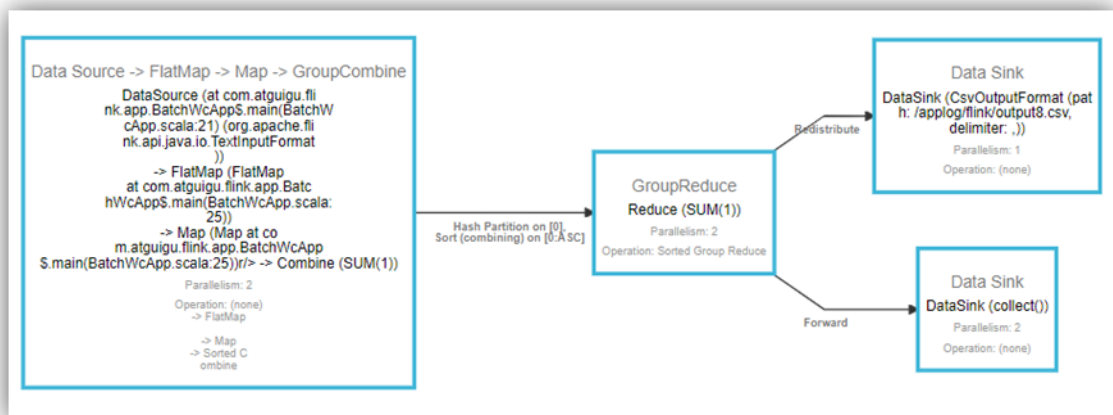 Data Source -> FlatMap -> Map -> GroupCombine
DataSource (at com.atguigu.fli
nk.app.BatchWcApp$.main(BatchW
cApp.scala:21) (org.apache.fli
nk.api.java.io.TextInputFormat
))
-> FlatMap (FlatMap
at com.atguigu.flink.app.Batc
hWcApp$.main(BatchWcApp.scala:
25))
-> Map (Map at co
m.atguigu.flink.app.BatchWcApp
$.main(BatchWcApp.scala:25))r/> -> Combine (SUM(1))
Parallelism: 2
Operation: (none)
-> FlatMap
-> Map
-> Sorted C
ombine
Hash Partition on [0],
Sort (combining) on [0:ASC]
GroupReduce
Reduce (SUM(1))
Parallelism: 2
Operation: Sorted Group Reduce
Redistribute
Data Sink
DataSink (CsvOutputFormat (pat
h: /applog/flink/output8.csv,
delimiter: ,))
Parallelism: 1
Operation: (none)
Forward
Data Sink
DataSink (collect())
Parallelism: 2
Operation: (none)